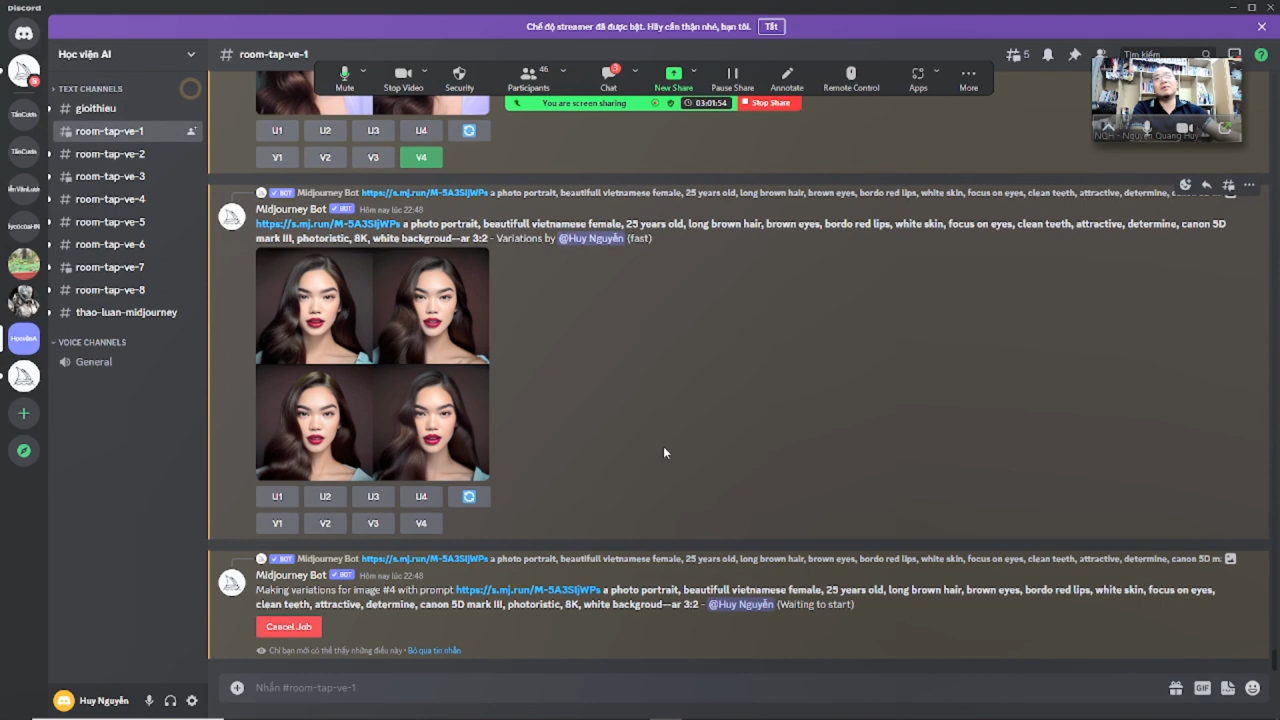 Discord
Chế độ streamer đã được bật. Hãy cẩn thận nhé, bạn tôi. Tắt
Học viện AI
# room-tap-ve-1
5
Tìm kiếm
TEXT CHANNELS
# gioithieu
room-tap-ve-1
# room-tap-ve-2
room-tap-ve-3
# room-tap-ve-4
# room-tap-ve-5
# room-tap-ve-6
room-tap-ve-7
# room-tap-ve-8
# thao-luan-midjourney
VOICE CHANNELS
General
Huy Nguyễn
Mute
Stop Video
Security
Participants 46
Chat 3
New Share
Pause Share
Annotate
Remote Control
Apps
More
You are screen sharing 03:01:54 Stop Share
NQH - Nguyen Quang Huy
U1 U2 U3 U4
V1 V2 V3 V4
BOT Midjourney Bot https://s.mj.run/M-5A3SIjWPs a photo portrait, beautifull vietnamese female, 25 years old, long brown hair, brown eyes, bordo red lips, white skin, focus on eyes, clean teeth, attractive, determine,
Midjourney Bot BOT Hôm nay lúc 22:48
https://s.mj.run/M-5A3SIjWPs a photo portrait, beautifull vietnamese female, 25 years old, long brown hair, brown eyes, bordo red lips, white skin, focus on eyes, clean teeth, attractive, determine, canon 5D
mark III, photoristic, 8K, white backgroud--ar 3:2 - Variations by @Huy Nguyễn (fast)
U1 U2 U3 U4
V1 V2 V3 V4
BOT Midjourney Bot https://s.mj.run/M-5A3SIjWPs a photo portrait, beautifull vietnamese female, 25 years old, long brown hair, brown eyes, bordo red lips, white skin, focus on eyes, clean teeth, attractive, determine, canon 5D m.
Midjourney Bot BOT Hôm nay lúc 22:48
Making variations for image #4 with prompt https://s.mj.run/M-5A3SIjWPs a photo portrait, beautifull vietnamese female, 25 years old, long brown hair, brown eyes, bordo red lips, white skin, focus on eyes,
clean teeth, attractive, determine, canon 5D mark III, photoristic, 8K, white backgroud--ar 3:2 - @Huy Nguyễn (Waiting to start)
Cancel Job
Chỉ bạn mới có thể thấy những điều này • Bỏ qua tin nhắn
Nhắn #room-tap-ve-1
GIF